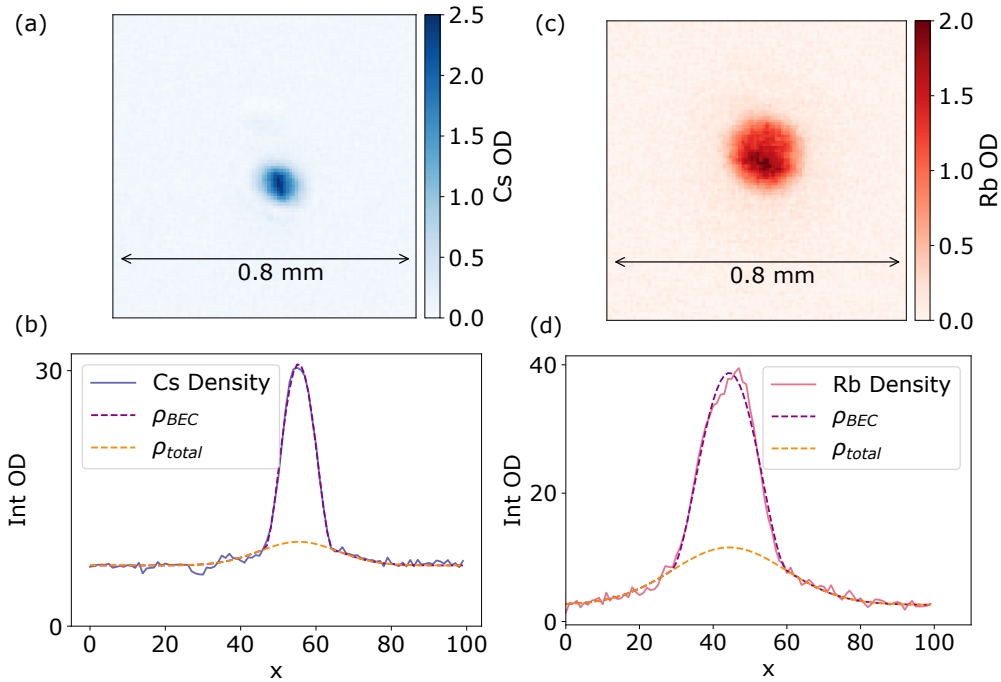 (a)
2.5
2.0
1.5
1.0
0.5
0.0
Cs OD
0.8 mm
(c)
2.0
1.5
1.0
0.5
0.0
Rb OD
0.8 mm
(b)
30
0
Int OD
Cs Density
ρBEC
ρtotal
0 20 40 60 80 100
x
(d)
40
20
0
Int OD
Rb Density
ρBEC
ρtotal
0 20 40 60 80 100
x